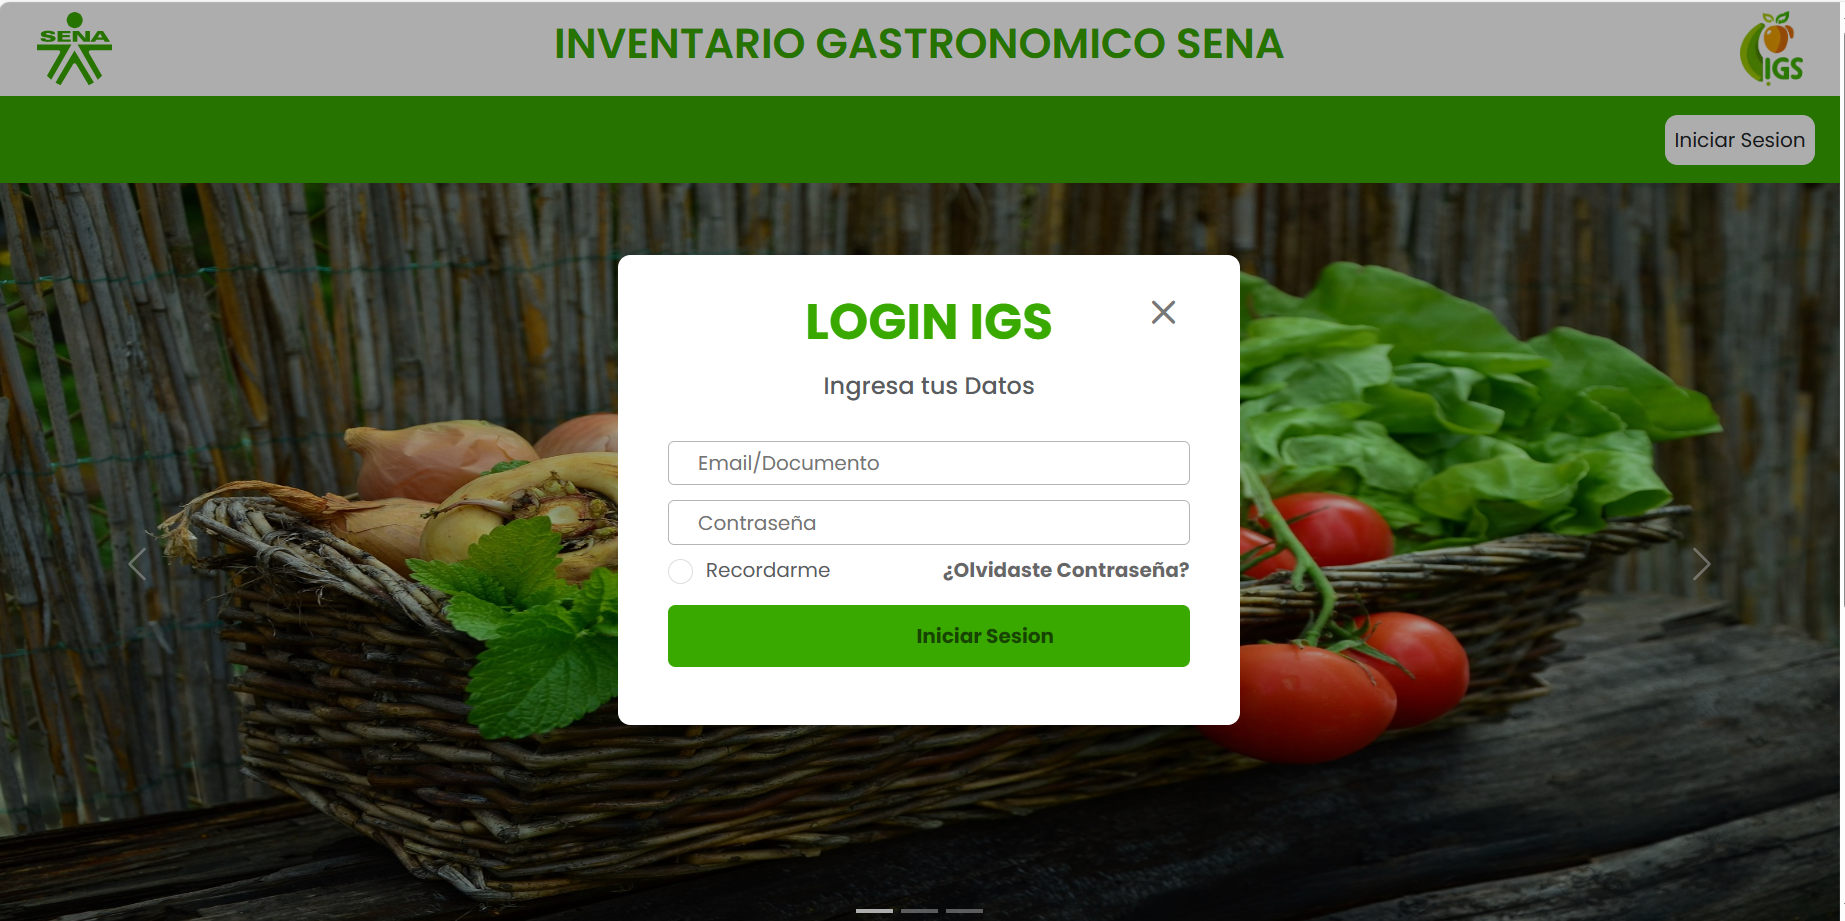 SENA
INVENTARIO GASTRONOMICO SENA
IGS
Iniciar Sesion
LOGIN IGS
Ingresa tus Datos
Email/Documento
Contraseña
Recordarme
¿Olvidaste Contraseña?
Iniciar Sesion